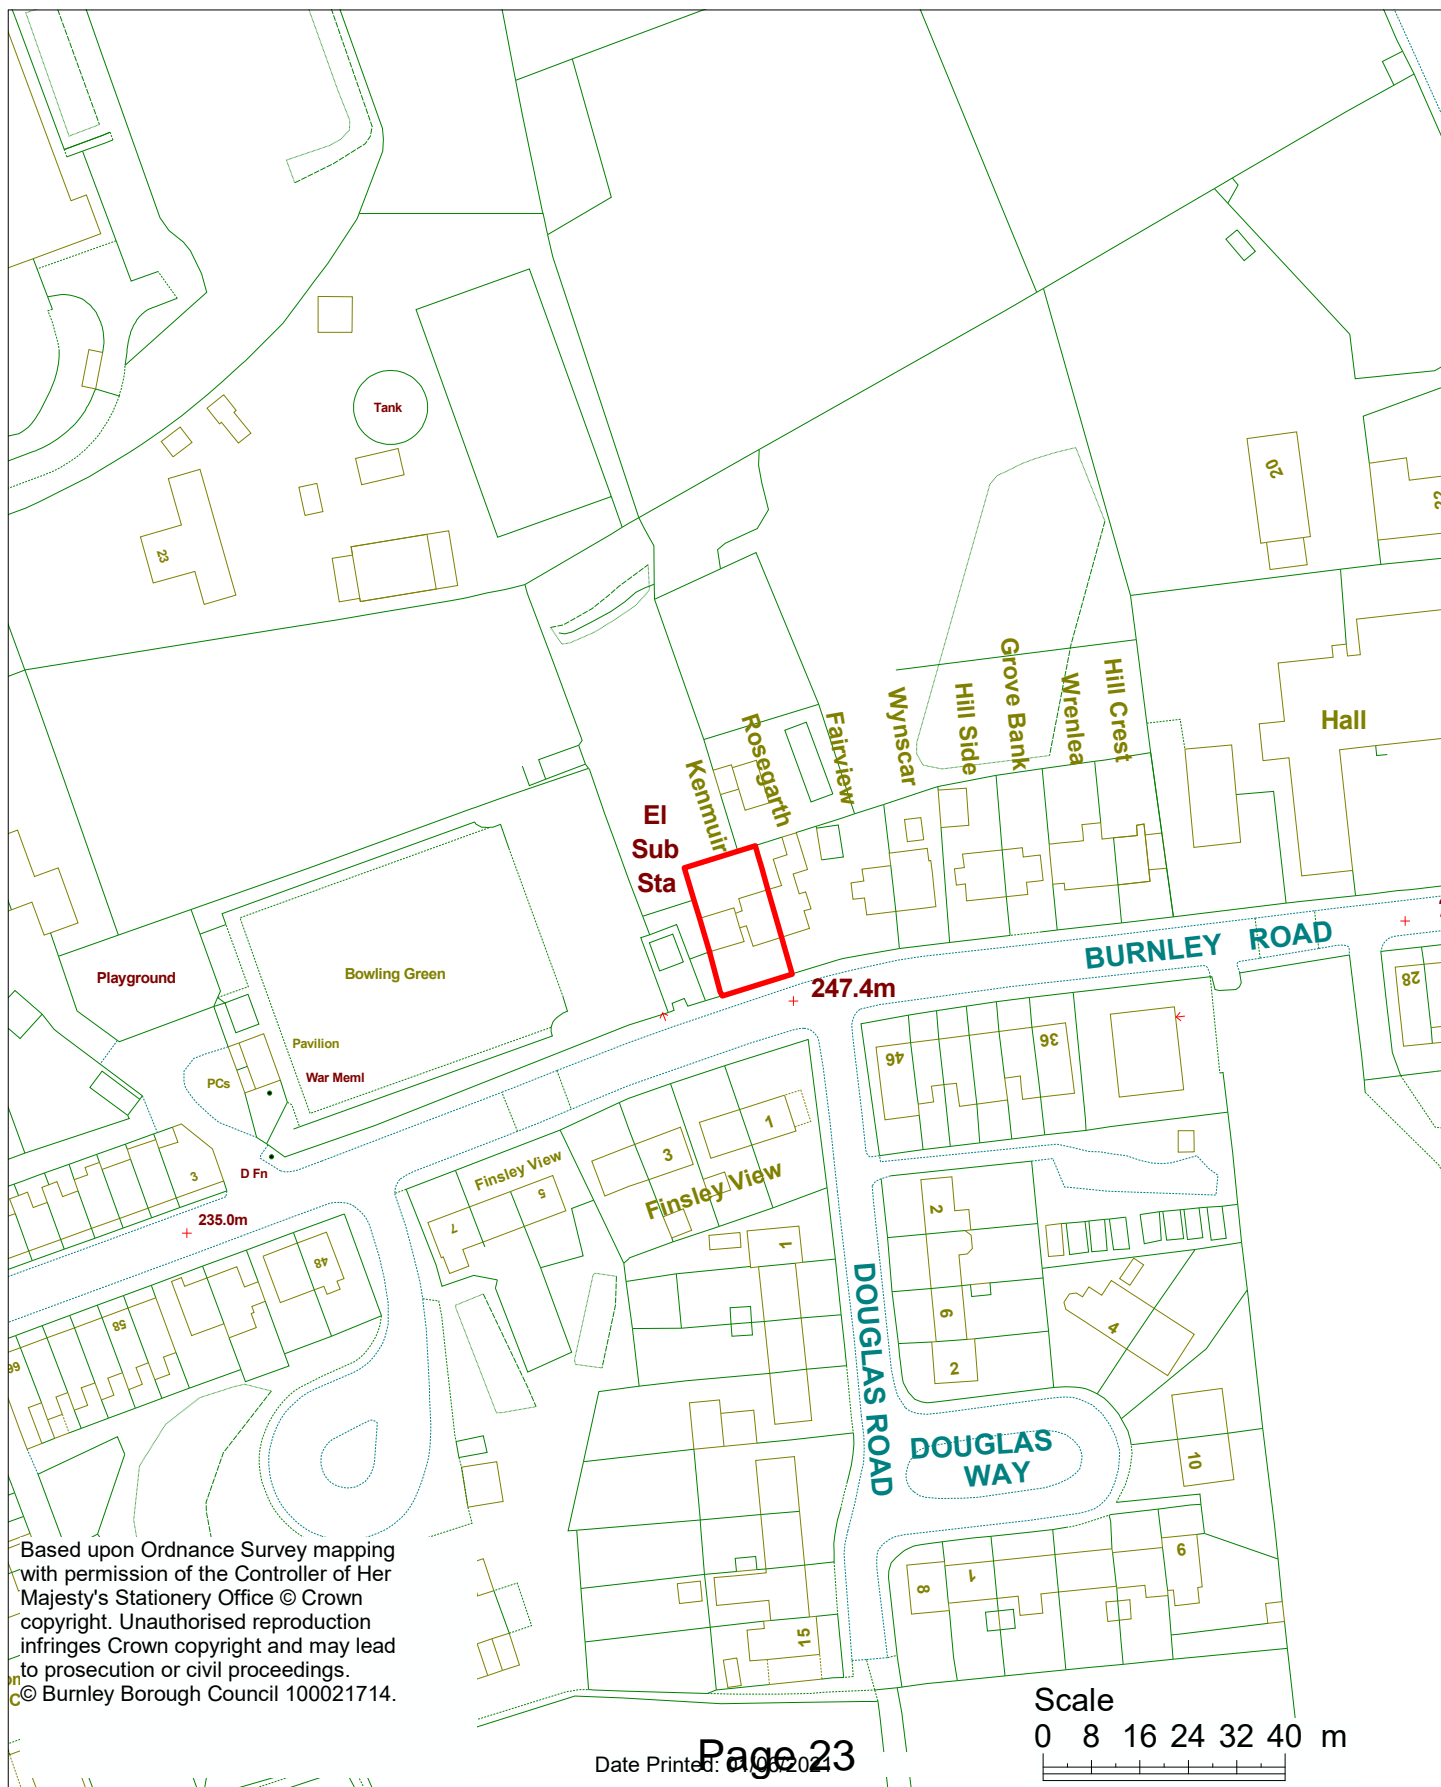 Tank
23
20
Hill Crest
Grove Bank
Wrenlea
Hill Side
Wynscar
Fairview
Rosegarth
Kenmuir
Hall
El
Sub
Sta
BURNLEY ROAD
Playground
Bowling Green
247.4m
28
Pavilion
War Meml
PCs
46
36
D Fn
3
Finsley View
7
5
3
1
Finsley View
235.0m
48
58
1
2
6
2
4
DOUGLAS ROAD
DOUGLAS
WAY
10
8
1
9
15
Based upon Ordnance Survey mapping
with permission of the Controller of Her
Majesty's Stationery Office © Crown
copyright. Unauthorised reproduction
infringes Crown copyright and may lead
to prosecution or civil proceedings.
© Burnley Borough Council 100021714.
Scale
0 8 16 24 32 40 m
Page 23
Date Printed: 01/06/2021